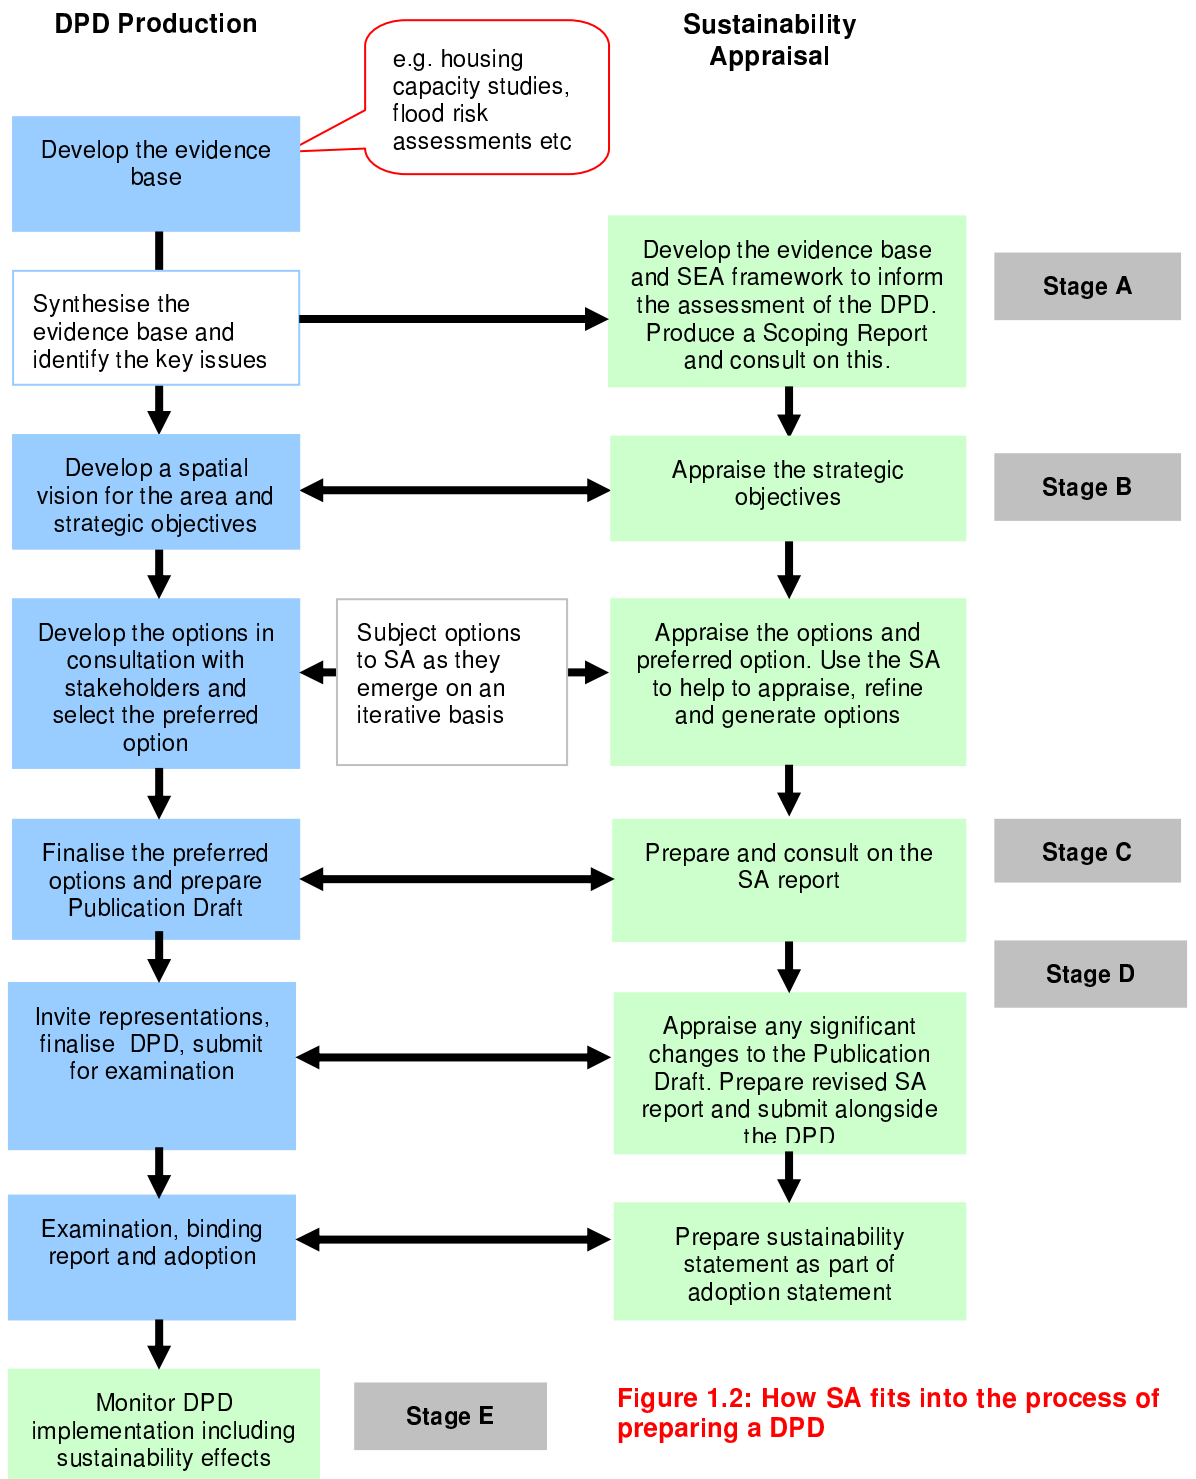 DPD Production
Sustainability
Appraisal
e.g. housing
capacity studies,
flood risk
assessments etc
Develop the evidence
base
Develop the evidence base
and SEA framework to inform
the assessment of the DPD.
Produce a Scoping Report
and consult on this.
Stage A
Synthesise the
evidence base and
identify the key issues
Develop a spatial
vision for the area and
strategic objectives
Appraise the strategic
objectives
Stage B
Develop the options in
consultation with
stakeholders and
select the preferred
option
Subject options
to SA as they
emerge on an
iterative basis
Appraise the options and
preferred option. Use the SA
to help to appraise, refine
and generate options
Finalise the preferred
options and prepare
Publication Draft
Prepare and consult on the
SA report
Stage C
Stage D
Invite representations,
finalise  DPD, submit
for examination
Appraise any significant
changes to the Publication
Draft. Prepare revised SA
report and submit alongside
the DPD
Examination, binding
report and adoption
Prepare sustainability
statement as part of
adoption statement
Monitor DPD
implementation including
sustainability effects
Stage E
Figure 1.2: How SA fits into the process of
preparing a DPD